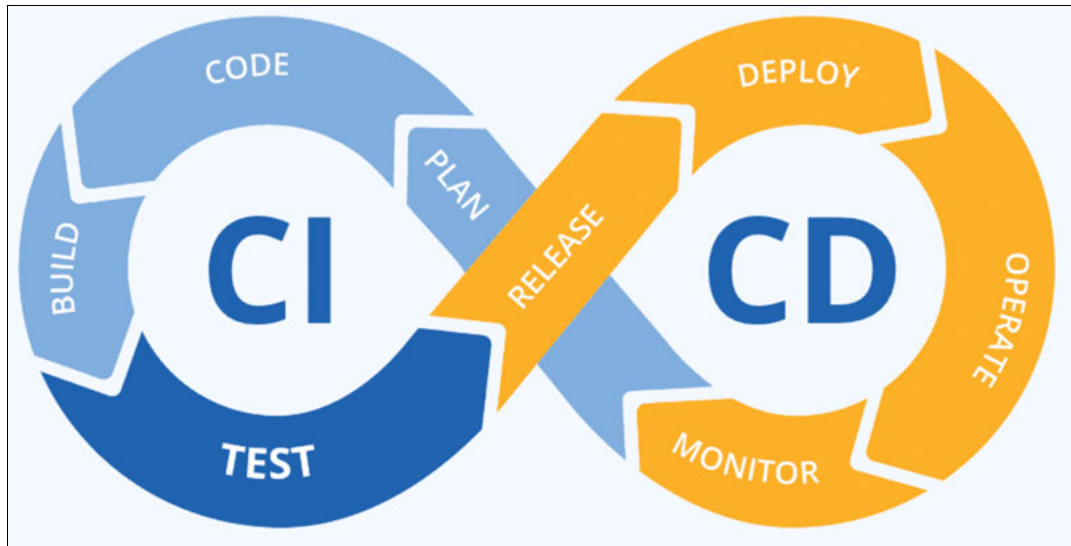 CODE
DEPLOY
PLAN
BUILD
CI
RELEASE
CD
OPERATE
TEST
MONITOR